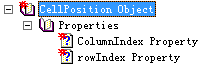 CellPosition Object
Properties
ColumnIndex Property
rowIndex Property